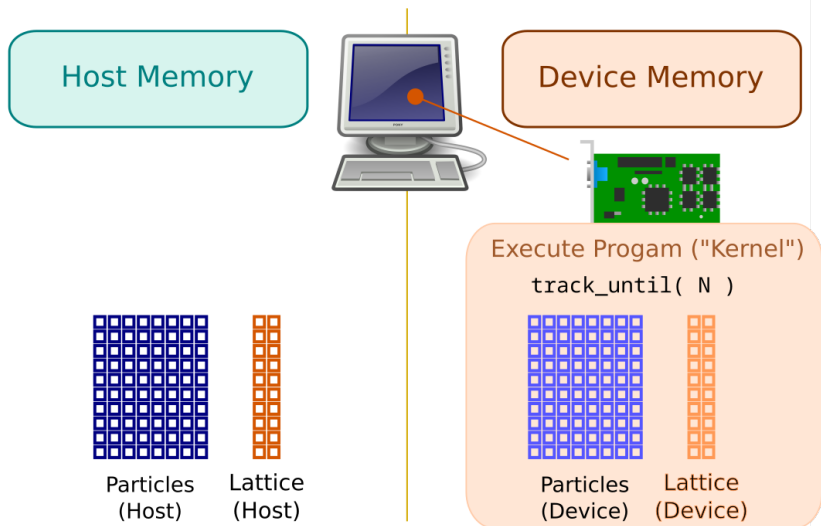 Host Memory
Device Memory
Execute Progam ("Kernel")
track_until( N )
Particles
(Host)
Lattice
(Host)
Particles
(Device)
Lattice
(Device)